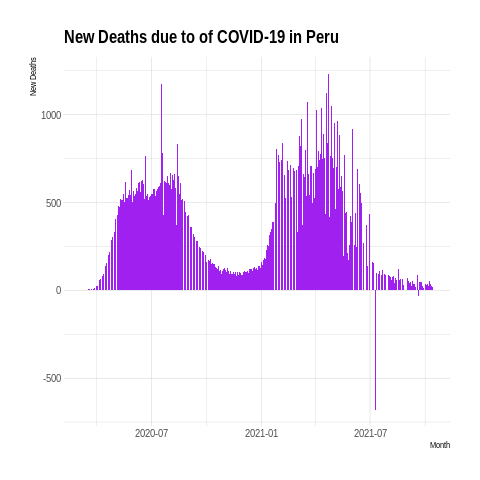 New Deaths due to of COVID-19 in Peru
New Deaths
1000
500
0
-500
2020-07
2021-01
2021-07
Month